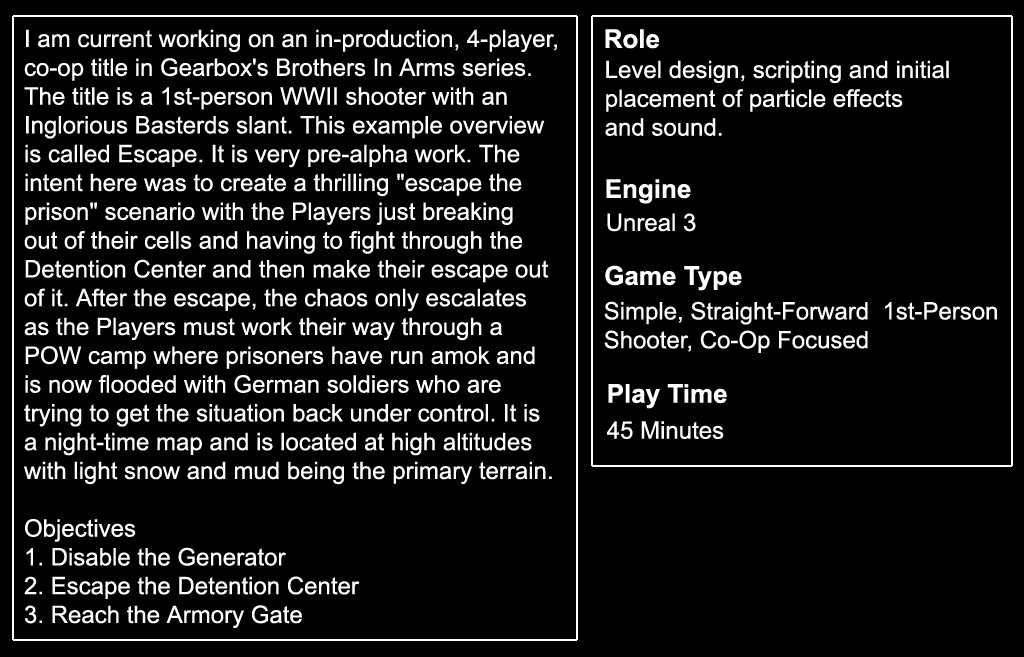 I am current working on an in-production, 4-player,
co-op title in Gearbox's Brothers In Arms series.
The title is a 1st-person WWII shooter with an
Inglorious Basterds slant. This example overview
is called Escape. It is very pre-alpha work. The
intent here was to create a thrilling "escape the
prison" scenario with the Players just breaking
out of their cells and having to fight through the
Detention Center and then make their escape out
of it. After the escape, the chaos only escalates
as the Players must work their way through a
POW camp where prisoners have run amok and
is now flooded with German soldiers who are
trying to get the situation back under control. It is
a night-time map and is located at high altitudes
with light snow and mud being the primary terrain.
Objectives
1. Disable the Generator
2. Escape the Detention Center
3. Reach the Armory Gate
Role
Level design, scripting and initial
placement of particle effects
and sound.
Engine
Unreal 3
Game Type
Simple, Straight-Forward 1st-Person
Shooter, Co-Op Focused
Play Time
45 Minutes